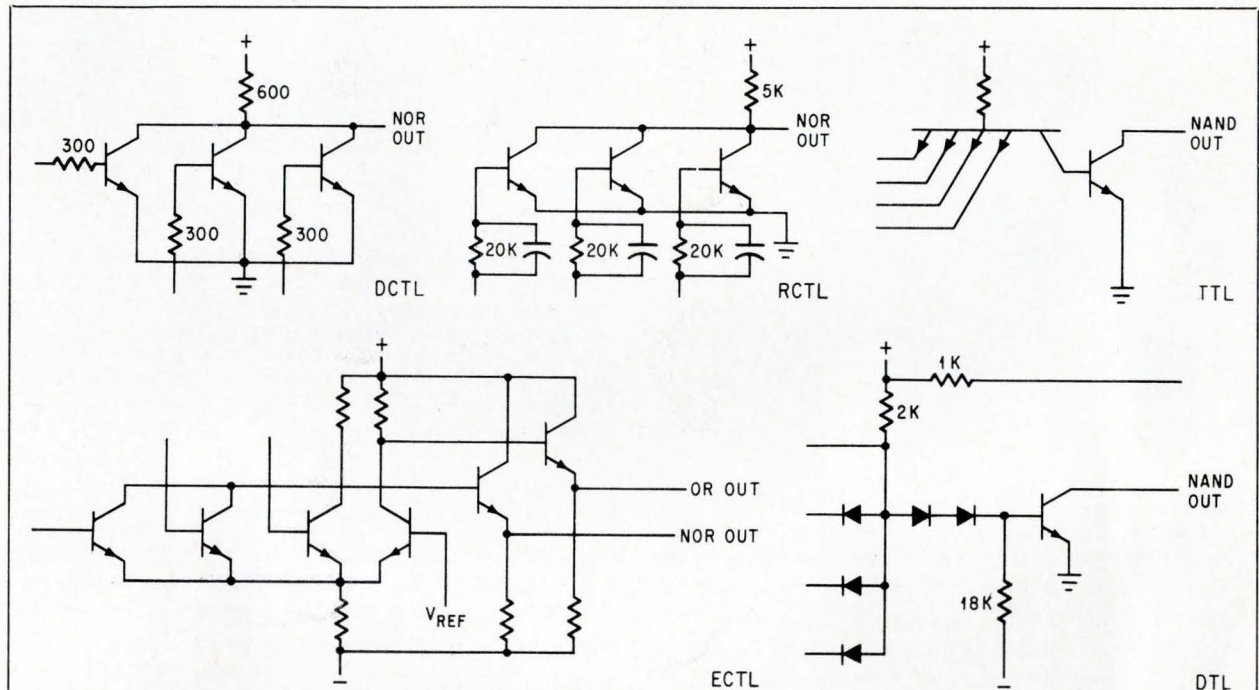 +
600
300
NOR
OUT
300
300
DCTL
+
5K
NOR
OUT
20K
20K
20K
RCTL
+
NAND
OUT
TTL
+
OR OUT
NOR OUT
VREF
−
ECTL
+
1K
2K
NAND
OUT
18K
−
DTL